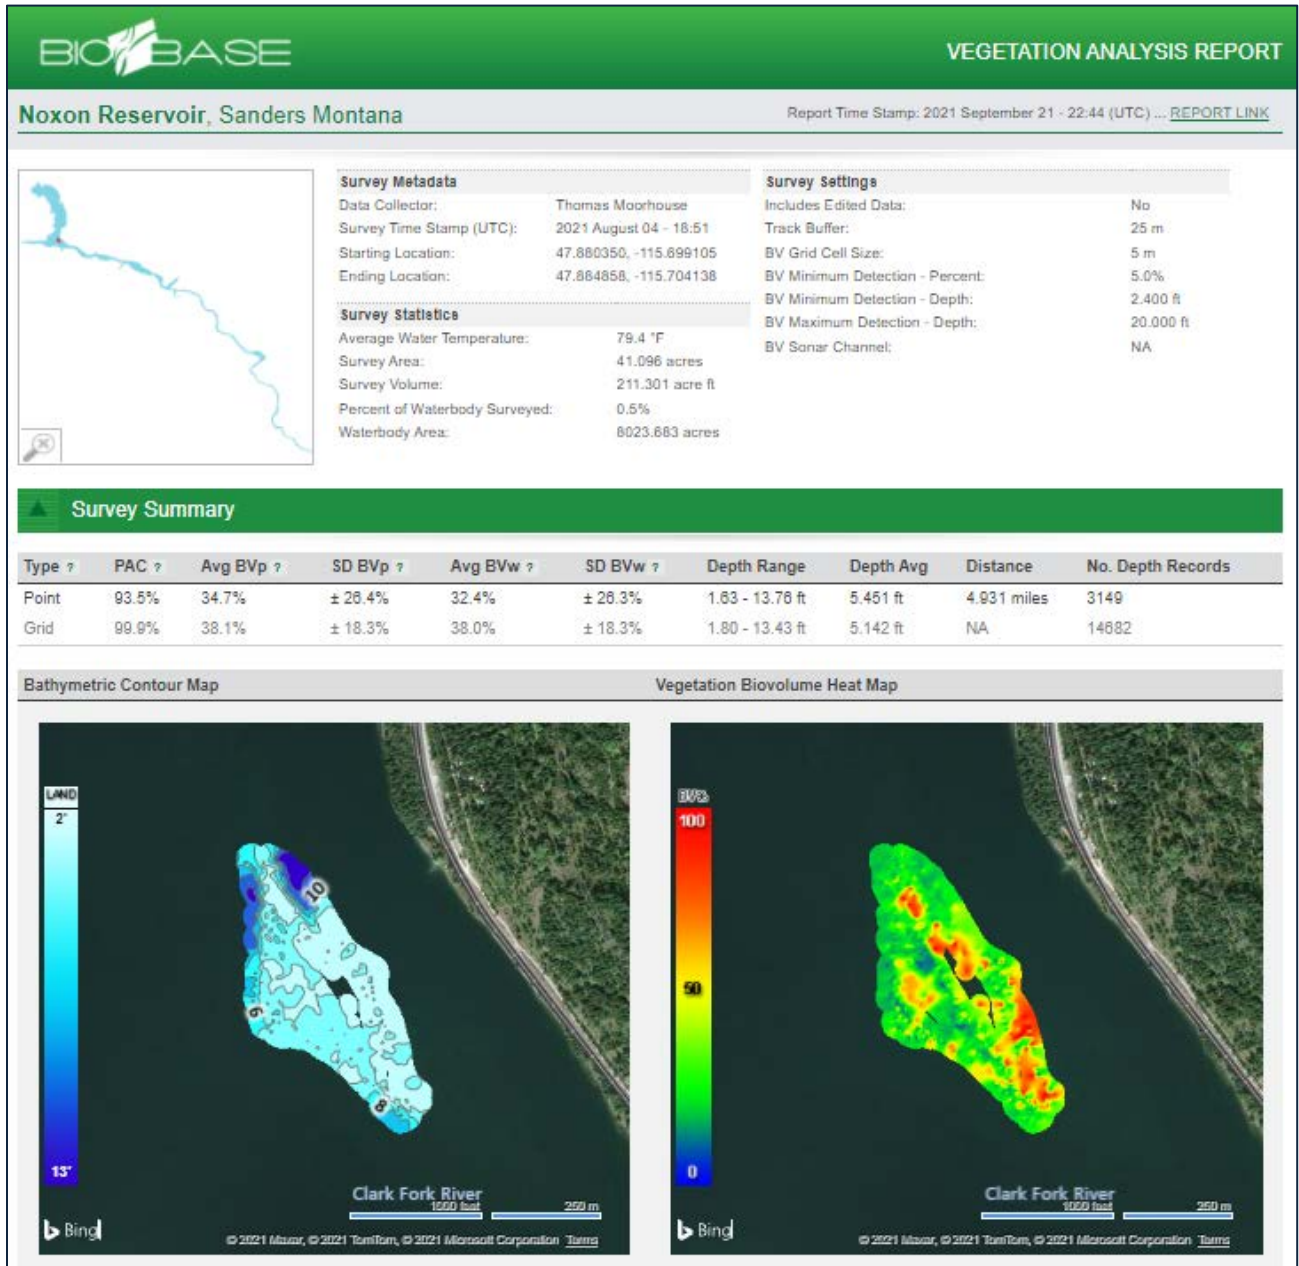 BIOBASE
VEGETATION ANALYSIS REPORT
Noxon Reservoir, Sanders Montana
Report Time Stamp: 2021 September 21 - 22:44 (UTC) ... REPORT LINK
Survey Metadata
Data Collector: Thomas Moorhouse
Survey Time Stamp (UTC): 2021 August 04 - 18:51
Starting Location: 47.880350, -115.699105
Ending Location: 47.884858, -115.704138
Survey Statistics
Average Water Temperature: 79.4 °F
Survey Area: 41.096 acres
Survey Volume: 211.301 acre ft
Percent of Waterbody Surveyed: 0.5%
Waterbody Area: 8023.683 acres
Survey Settings
Includes Edited Data: No
Track Buffer: 25 m
BV Grid Cell Size: 5 m
BV Minimum Detection - Percent: 5.0%
BV Minimum Detection - Depth: 2.400 ft
BV Maximum Detection - Depth: 20.000 ft
BV Sonar Channel: NA
Survey Summary
Type ? PAC ? Avg BVp ? SD BVp ? Avg BVw ? SD BVw ? Depth Range Depth Avg Distance No. Depth Records
Point 93.5% 34.7% ± 26.4% 32.4% ± 26.3% 1.63 - 13.76 ft 5.451 ft 4.931 miles 3149
Grid 99.9% 38.1% ± 18.3% 38.0% ± 18.3% 1.80 - 13.43 ft 5.142 ft NA 14682
Bathymetric Contour Map
Vegetation Biovolume Heat Map
LAND
2'
10
6
8
13'
Clark Fork River
1000 feet 250 m
Bing
© 2021 Maxar, © 2021 TomTom, © 2021 Microsoft Corporation Terms
BV%
100
50
0
Clark Fork River
1000 feet 250 m
Bing
© 2021 Maxar, © 2021 TomTom, © 2021 Microsoft Corporation Terms